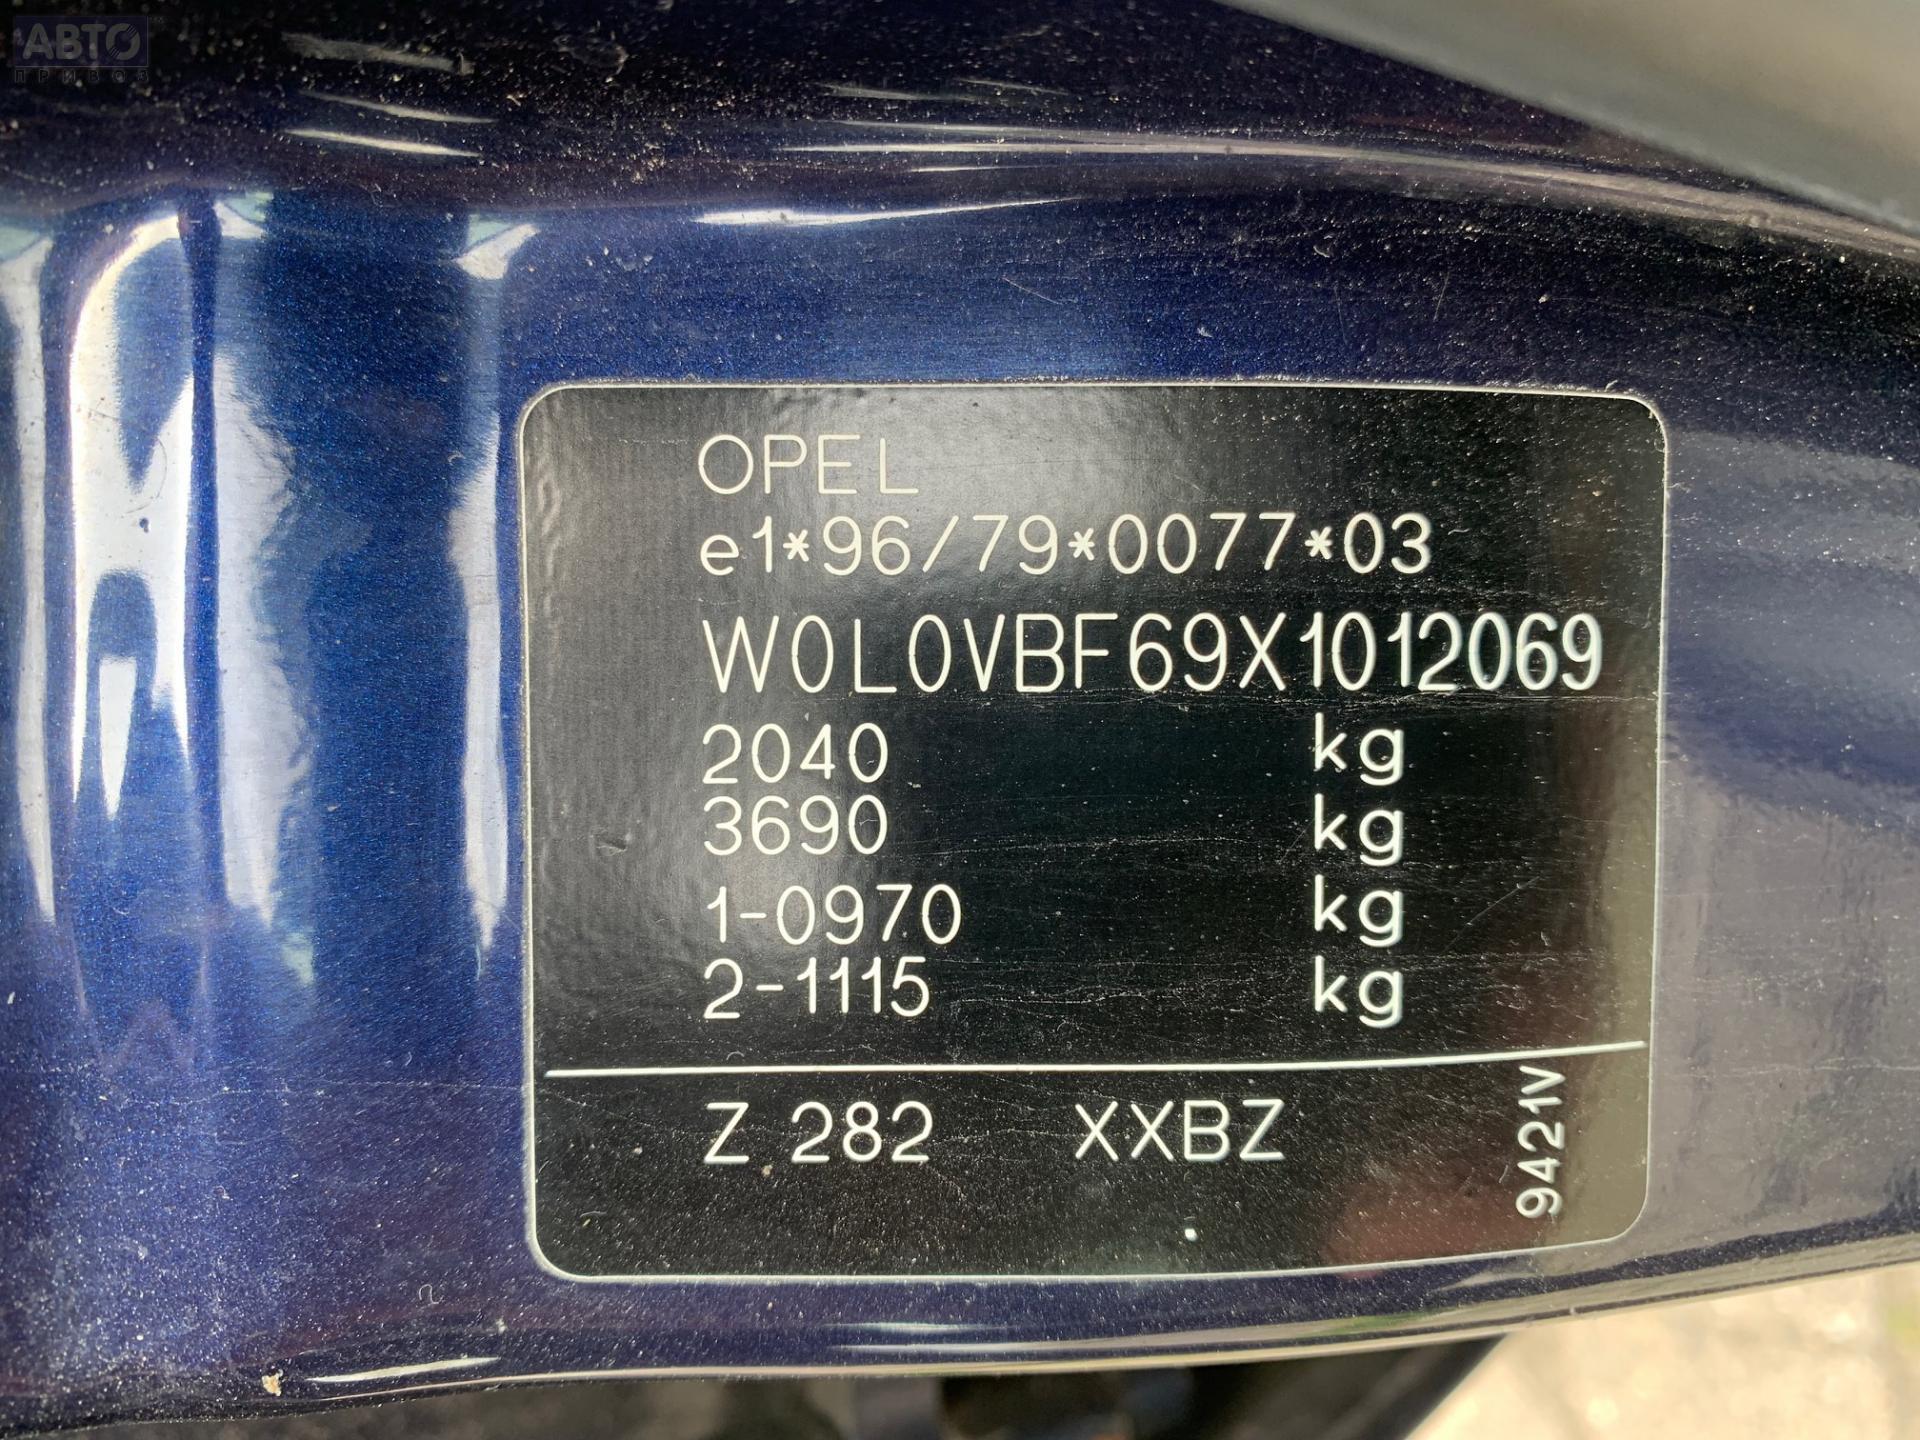 АВТО
ПРИВОЗ
OPEL
e1*96/79*0077*03
W0L0VBF69X1012069
2040 kg
3690 kg
1-0970 kg
2-1115 kg
Z 282 XXBZ
9421V